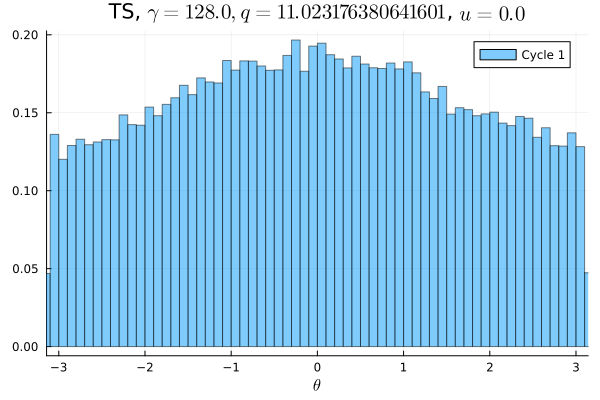 TS, γ = 128.0, q = 11.023176380641601, u = 0.0
Cycle 1
0.20
0.15
0.10
0.05
0.00
−3 −2 −1 0 1 2 3
θ